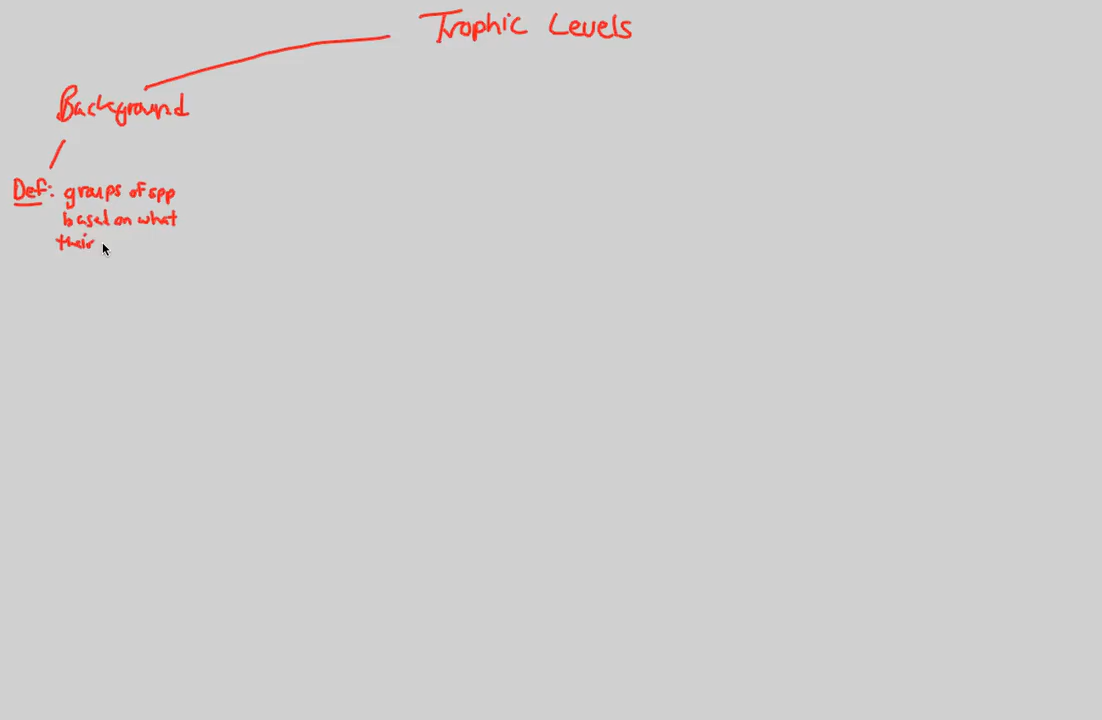 Trophic Levels
Background
Def: groups of spp
based on what
their